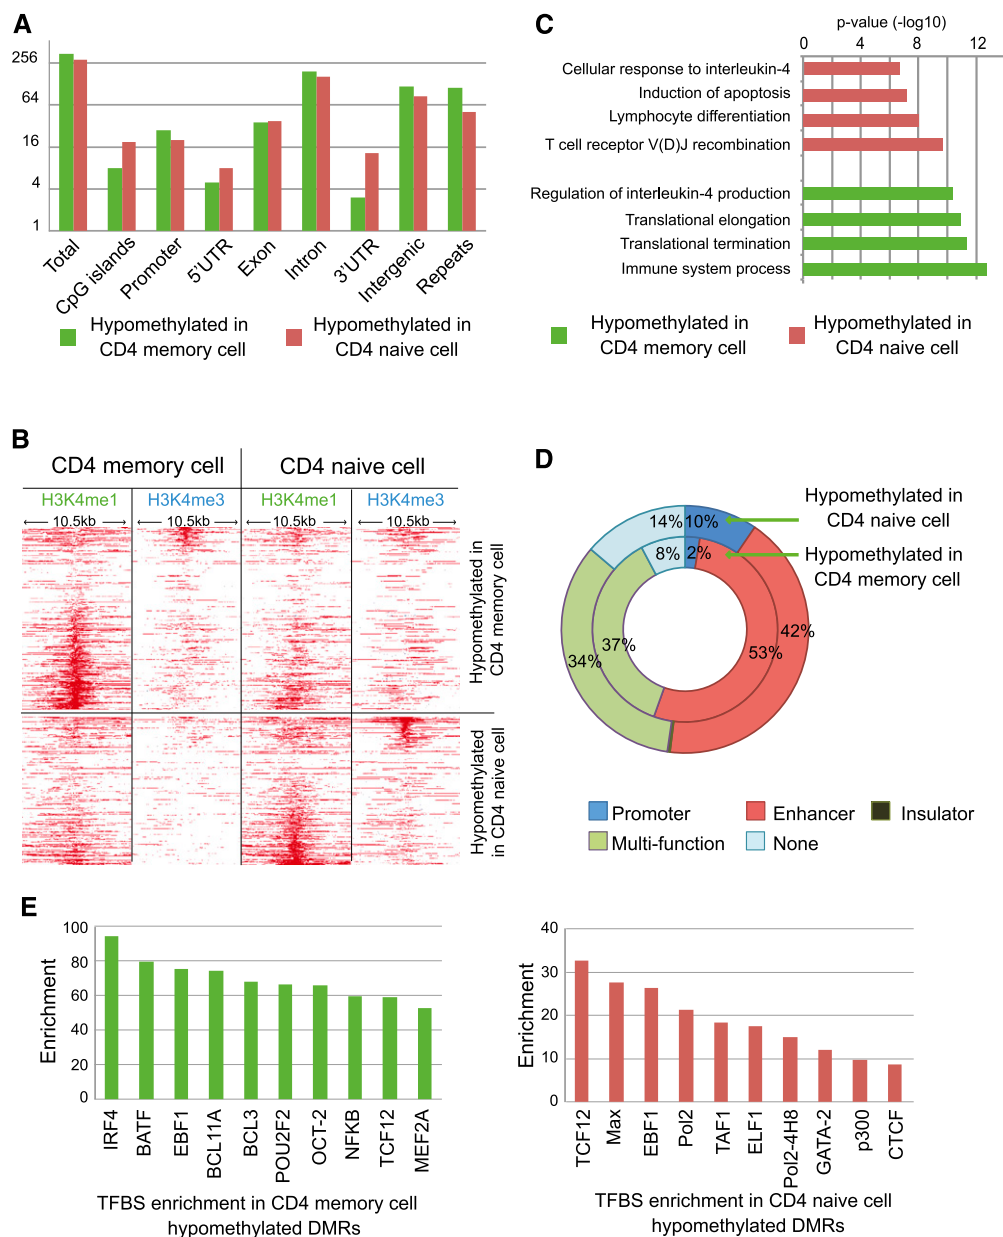 A
256
64
16
4
1
Total
CpG islands
Promoter
5'UTR
Exon
Intron
3'UTR
Intergenic
Repeats
Hypomethylated in
CD4 memory cell
Hypomethylated in
CD4 naive cell
C
p-value (-log10)
0 4 8 12
Cellular response to interleukin-4
Induction of apoptosis
Lymphocyte differentiation
T cell receptor V(D)J recombination
Regulation of interleukin-4 production
Translational elongation
Translational termination
Immune system process
Hypomethylated in
CD4 memory cell
Hypomethylated in
CD4 naive cell
B
CD4 memory cell
CD4 naive cell
H3K4me1
H3K4me3
H3K4me1
H3K4me3
10.5kb
10.5kb
10.5kb
10.5kb
Hypomethylated in
CD4 memory cell
Hypomethylated
in CD4 naive cell
D
Hypomethylated in
CD4 naive cell
Hypomethylated in
CD4 memory cell
14%
10%
8%
2%
42%
53%
37%
34%
Promoter
Enhancer
Insulator
Multi-function
None
E
Enrichment
100
80
60
40
20
0
IRF4
BATF
EBF1
BCL11A
BCL3
POU2F2
OCT-2
NFKB
TCF12
MEF2A
TFBS enrichment in CD4 memory cell
hypomethylated DMRs
Enrichment
40
30
20
10
0
TCF12
Max
EBF1
Pol2
TAF1
ELF1
Pol2-4H8
GATA-2
p300
CTCF
TFBS enrichment in CD4 naive cell
hypomethylated DMRs